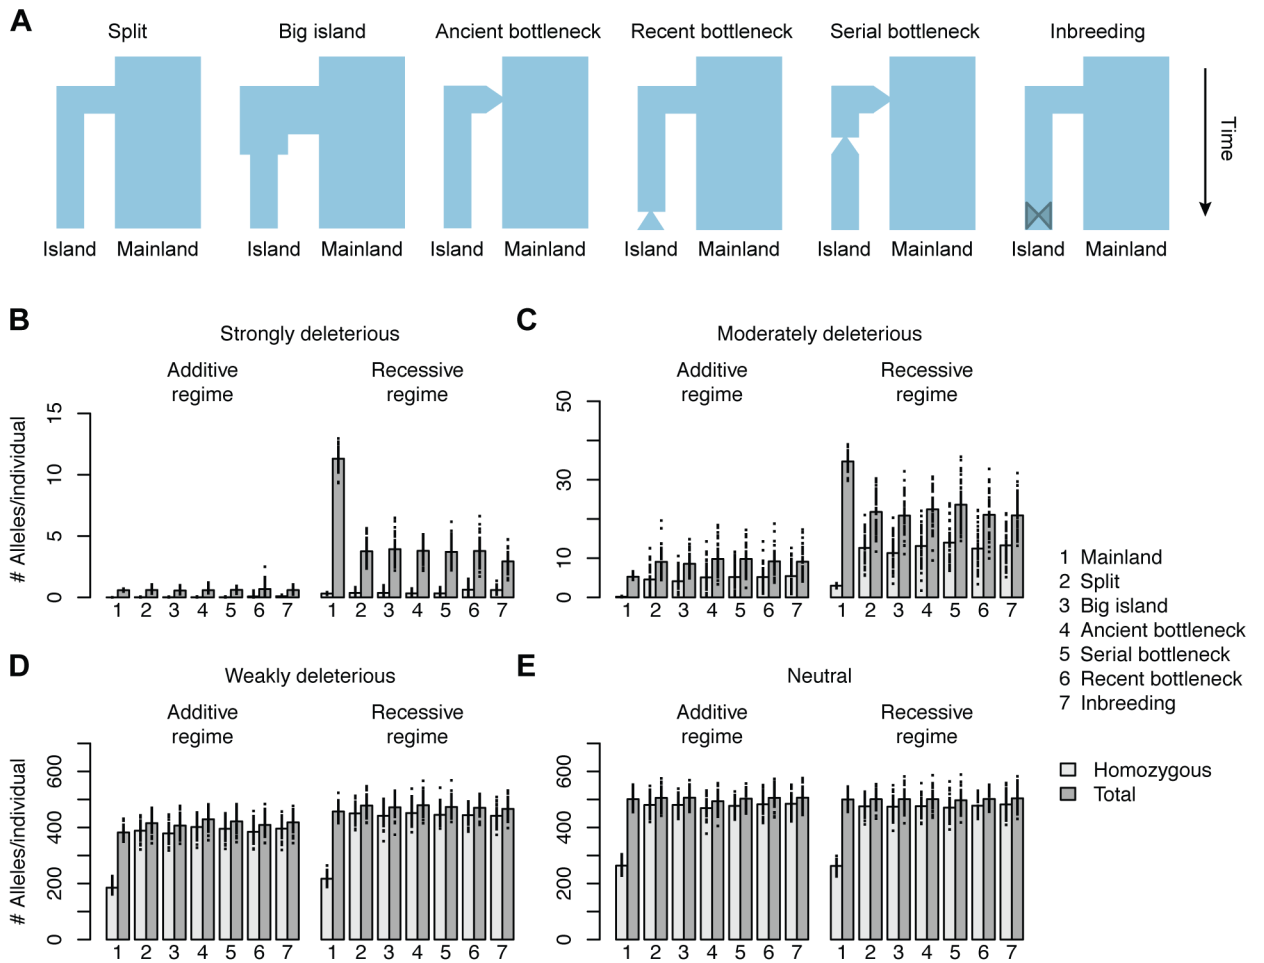 A
Split
Big island
Ancient bottleneck
Recent bottleneck
Serial bottleneck
Inbreeding
Time
Island Mainland
Island Mainland
Island Mainland
Island Mainland
Island Mainland
Island Mainland
B
Strongly deleterious
Additive
regime
Recessive
regime
# Alleles/individual
15
10
5
0
1 2 3 4 5 6 7
1 2 3 4 5 6 7
C
Moderately deleterious
Additive
regime
Recessive
regime
50
30
10
0
1 2 3 4 5 6 7
1 2 3 4 5 6 7
1 Mainland
2 Split
3 Big island
4 Ancient bottleneck
5 Serial bottleneck
6 Recent bottleneck
7 Inbreeding
Homozygous
Total
D
Weakly deleterious
Additive
regime
Recessive
regime
# Alleles/individual
600
400
200
0
1 2 3 4 5 6 7
1 2 3 4 5 6 7
E
Neutral
Additive
regime
Recessive
regime
600
400
200
0
1 2 3 4 5 6 7
1 2 3 4 5 6 7